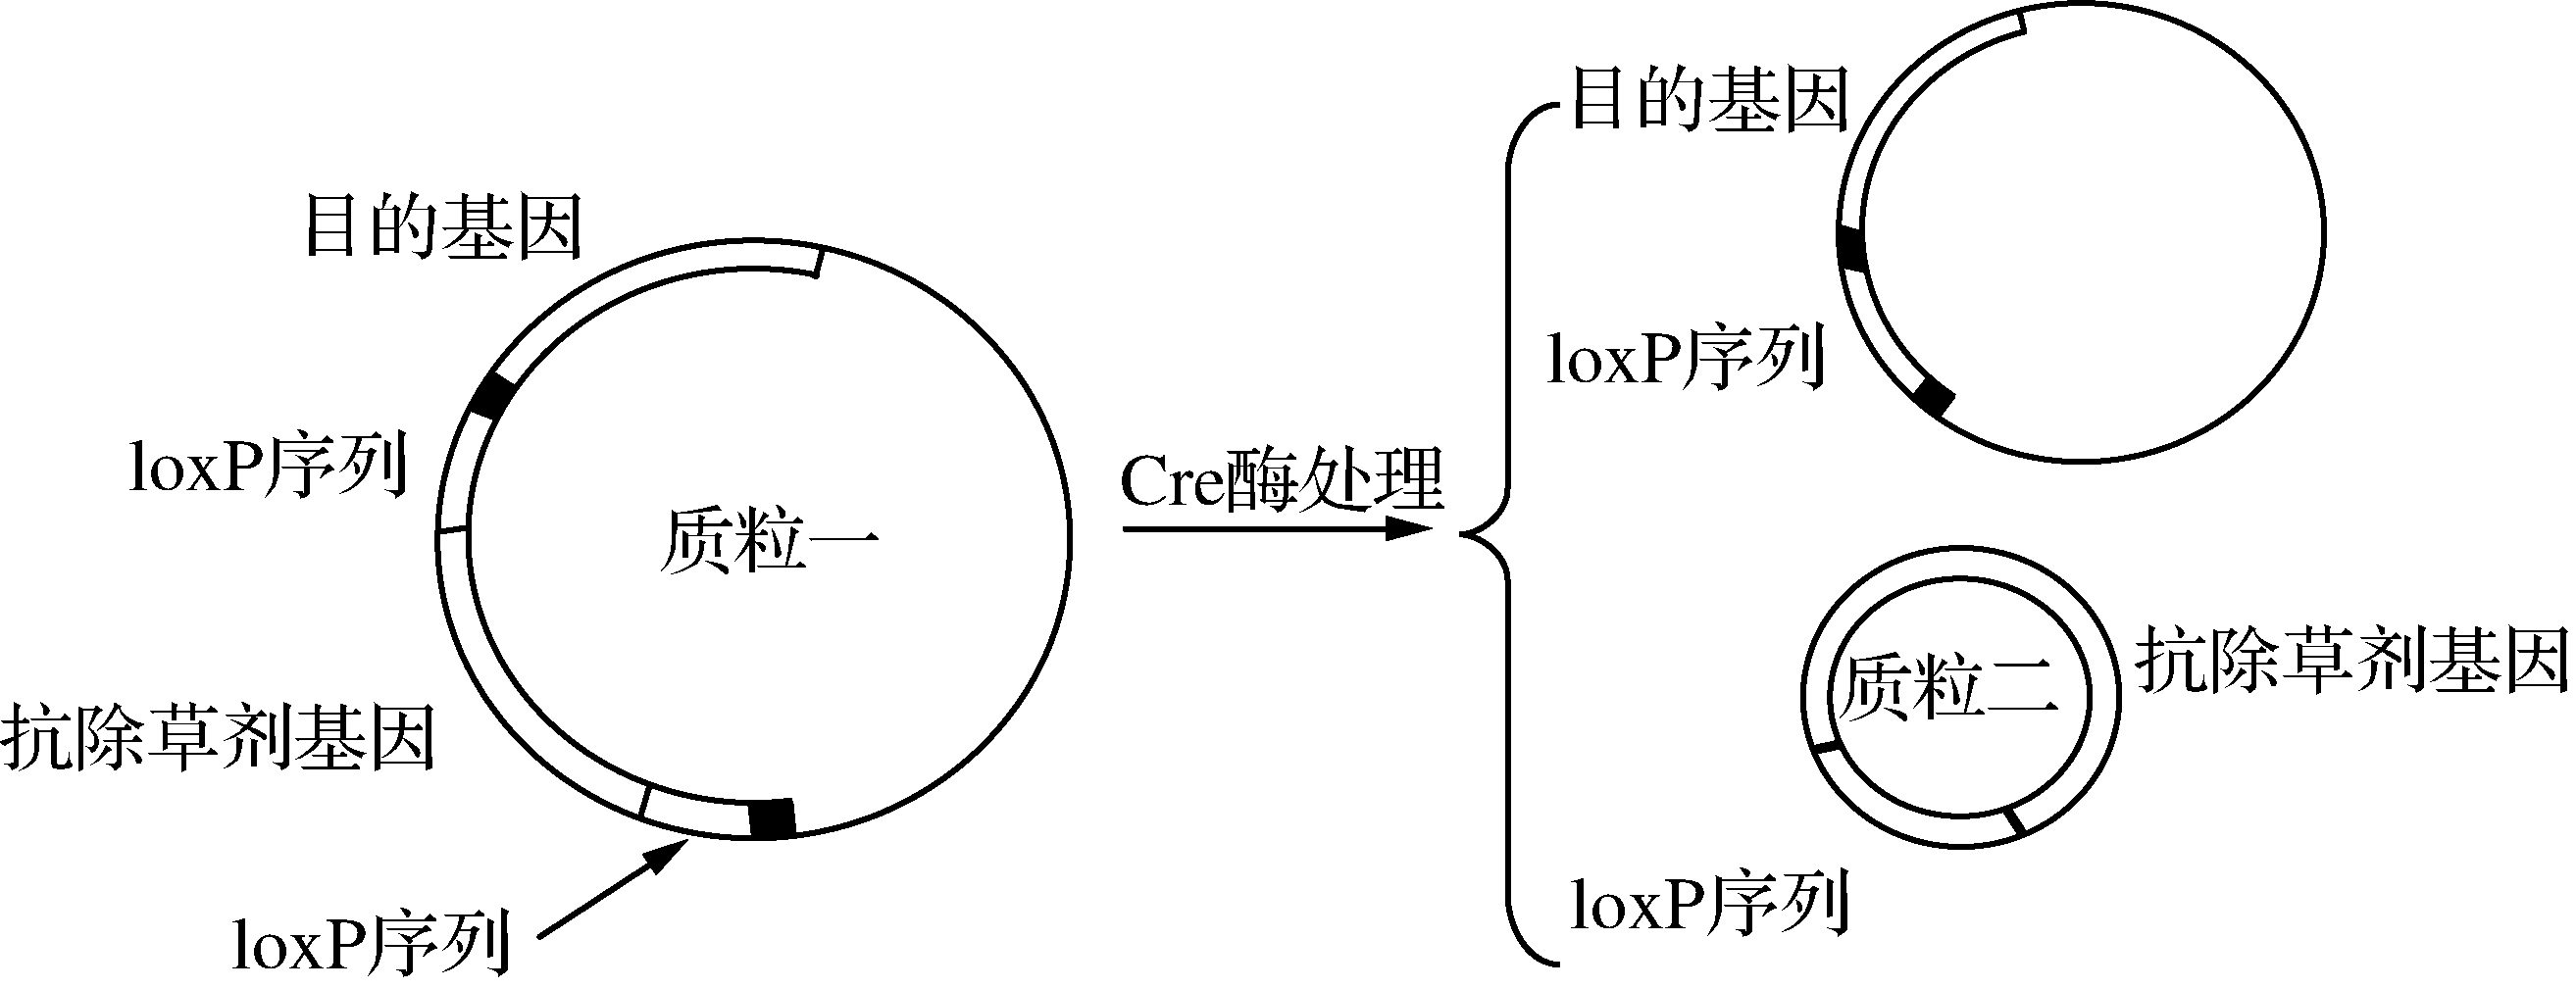 目的基因
loxP序列
质粒一
抗除草剂基因
loxP序列
Cre酶处理
目的基因
loxP序列
质粒二
抗除草剂基因
loxP序列